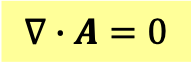 ∇ · A = 0